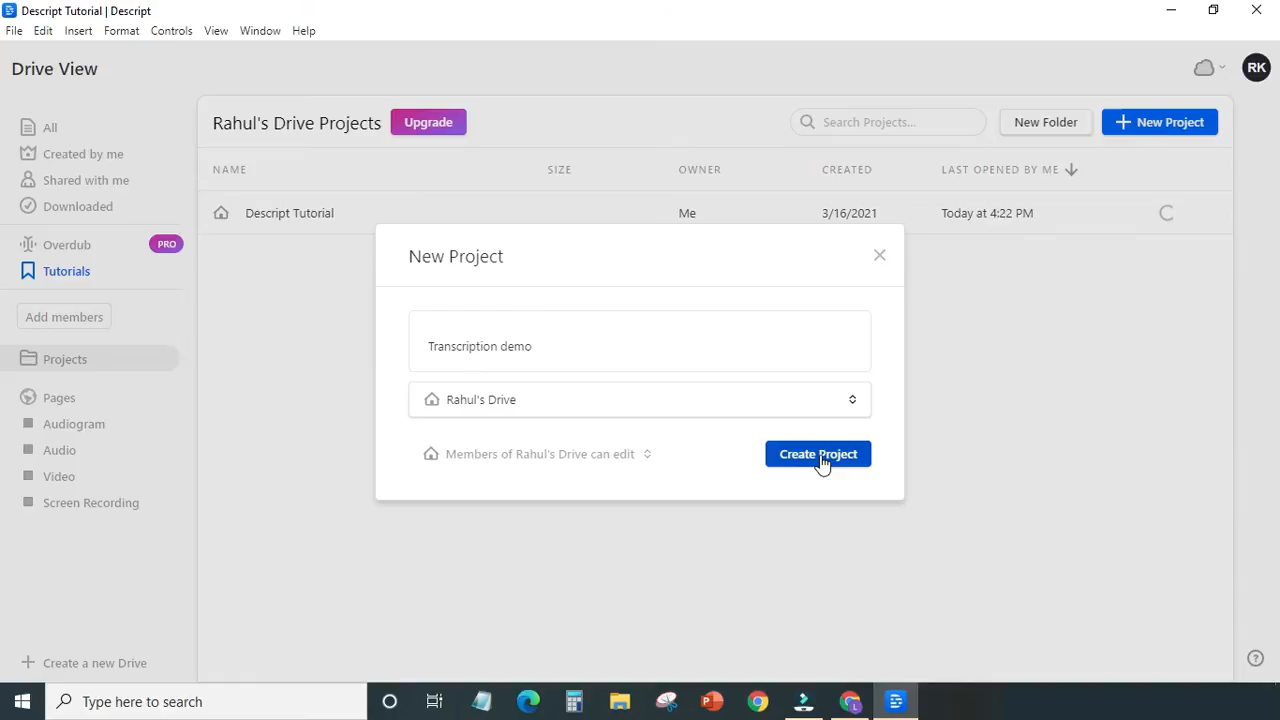 Descript Tutorial | Descript
File Edit Insert Format Controls View Window Help
Drive View
RK
All
Created by me
Shared with me
Downloaded
Overdub PRO
Tutorials
Add members
Projects
Pages
Audiogram
Audio
Video
Screen Recording
Create a new Drive
Rahul's Drive Projects Upgrade Search Projects... New Folder + New Project
NAME SIZE OWNER CREATED LAST OPENED BY ME
Descript Tutorial Me 3/16/2021 Today at 4:22 PM
New Project
Transcription demo
Rahul's Drive
Members of Rahul's Drive can edit Create Project
?
Type here to search
L